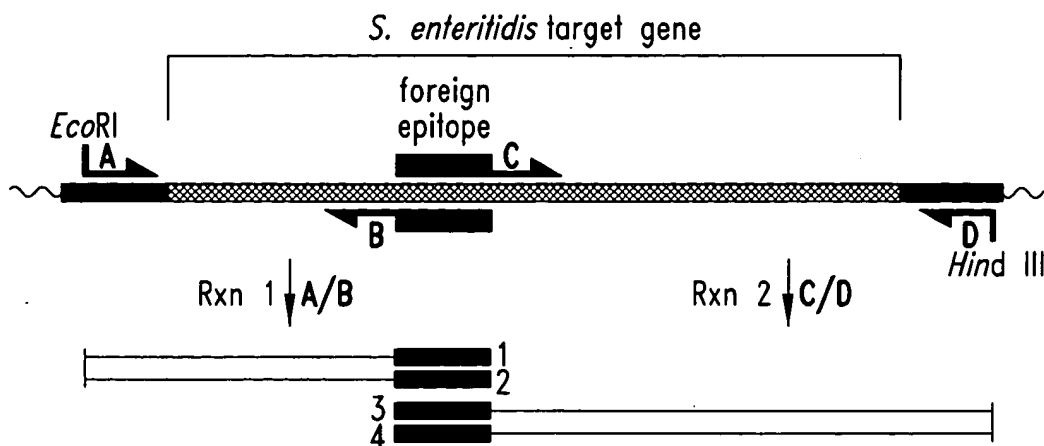 S. enteritidis target gene
foreign
epitope
EcoRI
A
C
B
D
Hind III
Rxn 1 A/B
Rxn 2 C/D
1
2
3
4